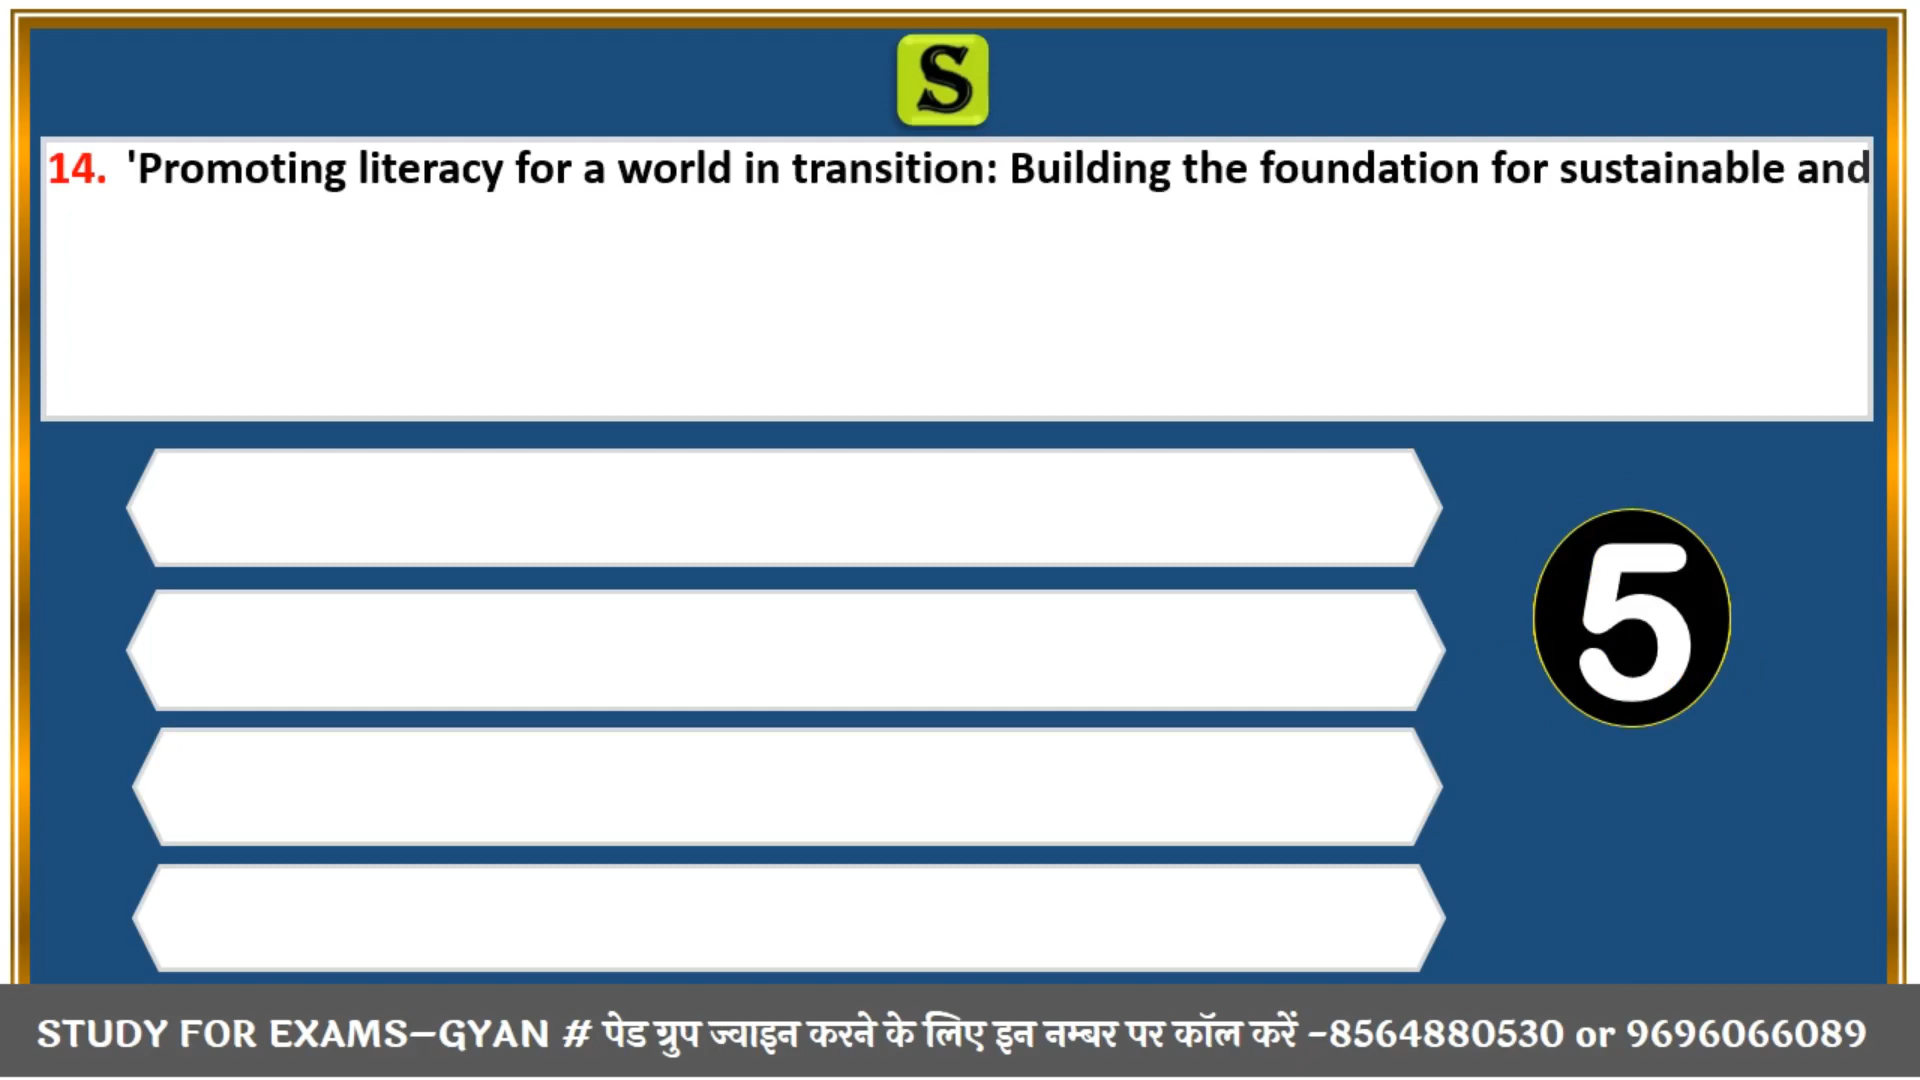 S
14. 'Promoting literacy for a world in transition: Building the foundation for sustainable and
5
STUDY FOR EXAMS–GYAN # पेड ग्रुप ज्वाइन करने के लिए इन नम्बर पर कॉल करें -8564880530 or 9696066089